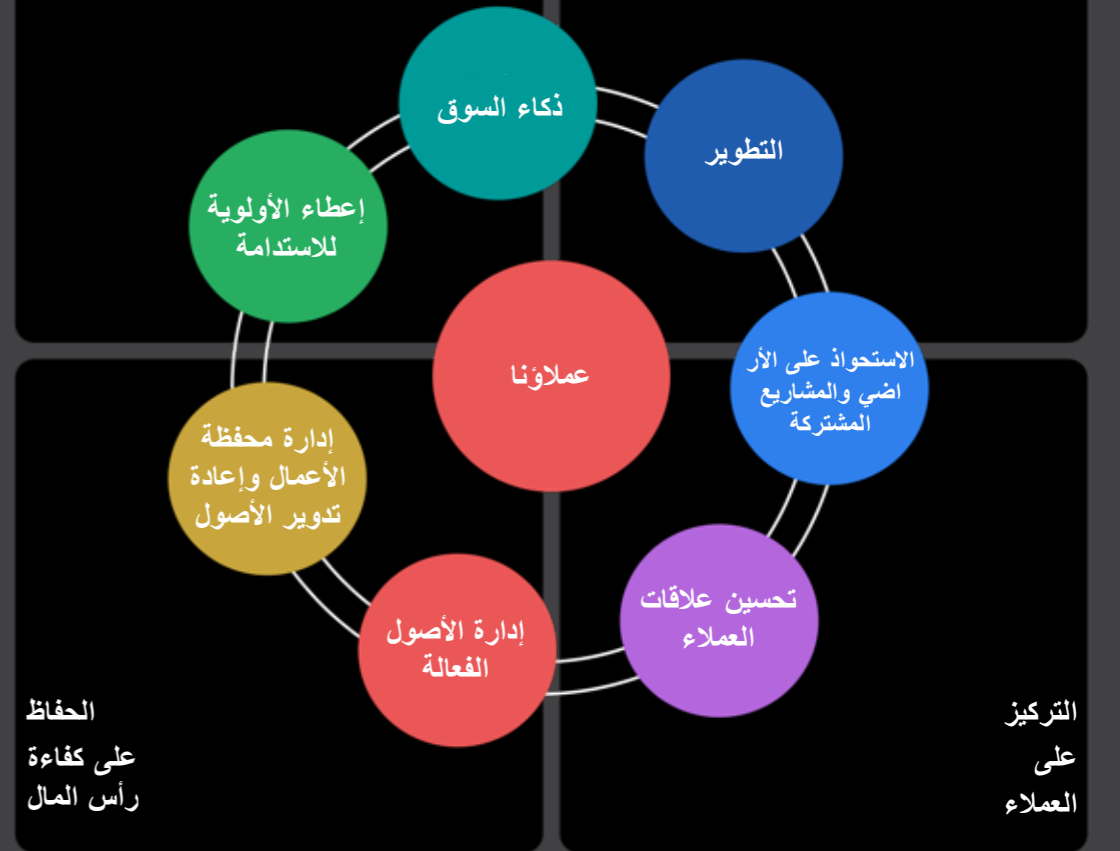 ذكاء السوق
التطوير
إعطاء الأولوية
للاستدامة
عملاؤنا
الاستحواذ على الأر
اضي والمشاريع
المشتركة
إدارة محفظة
الأعمال وإعادة
تدوير الأصول
تحسين علاقات
العملاء
إدارة الأصول
الفعالة
التركيز
على
العملاء
الحفاظ
على كفاءة
رأس المال